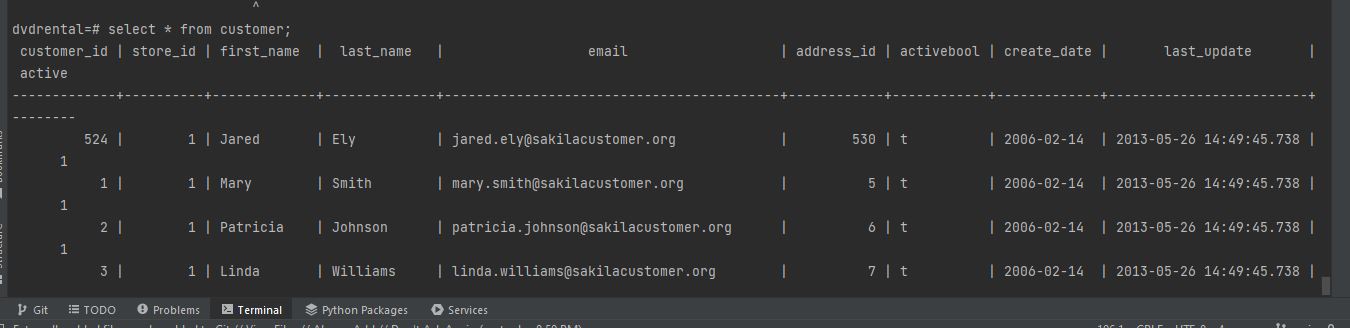 ^
dvdrental=# select * from customer;
customer_id | store_id | first_name | last_name | email | address_id | activebool | create_date | last_update |
active
-------------+----------+-------------+--------------+------------------------------------------+------------+------------+-------------+-------------------------+
--------
524 | 1 | Jared | Ely | jared.ely@sakilacustomer.org | 530 | t | 2006-02-14 | 2013-05-26 14:49:45.738 |
1
1 | 1 | Mary | Smith | mary.smith@sakilacustomer.org | 5 | t | 2006-02-14 | 2013-05-26 14:49:45.738 |
1
2 | 1 | Patricia | Johnson | patricia.johnson@sakilacustomer.org | 6 | t | 2006-02-14 | 2013-05-26 14:49:45.738 |
1
3 | 1 | Linda | Williams | linda.williams@sakilacustomer.org | 7 | t | 2006-02-14 | 2013-05-26 14:49:45.738 |
Git TODO Problems Terminal Python Packages Services